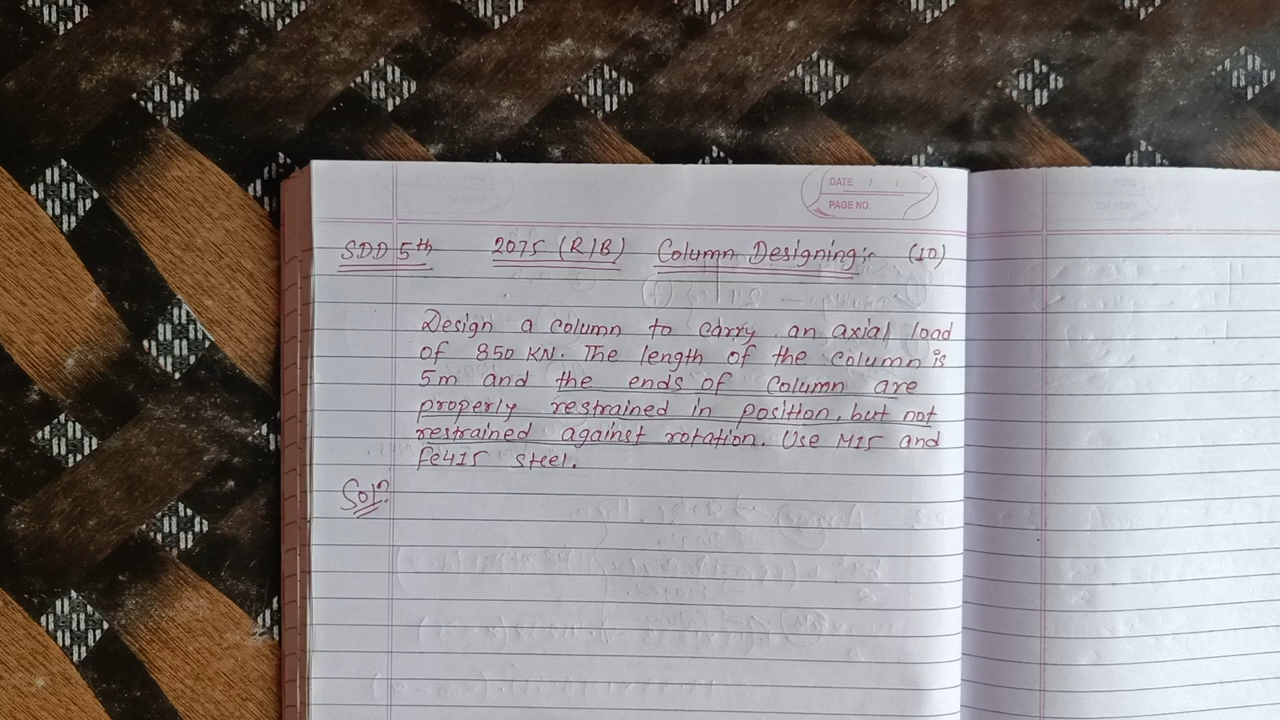 DATE / /
PAGE NO.
SDD 5th 2075 (R/B) Column Designing:- (10)
Design a column to carry an axial load
of 850 KN. The length of the column is
5m and the ends of column are
properly restrained in position, but not
restrained against rotation. Use M15 and
Fe415 steel.
Solⁿ